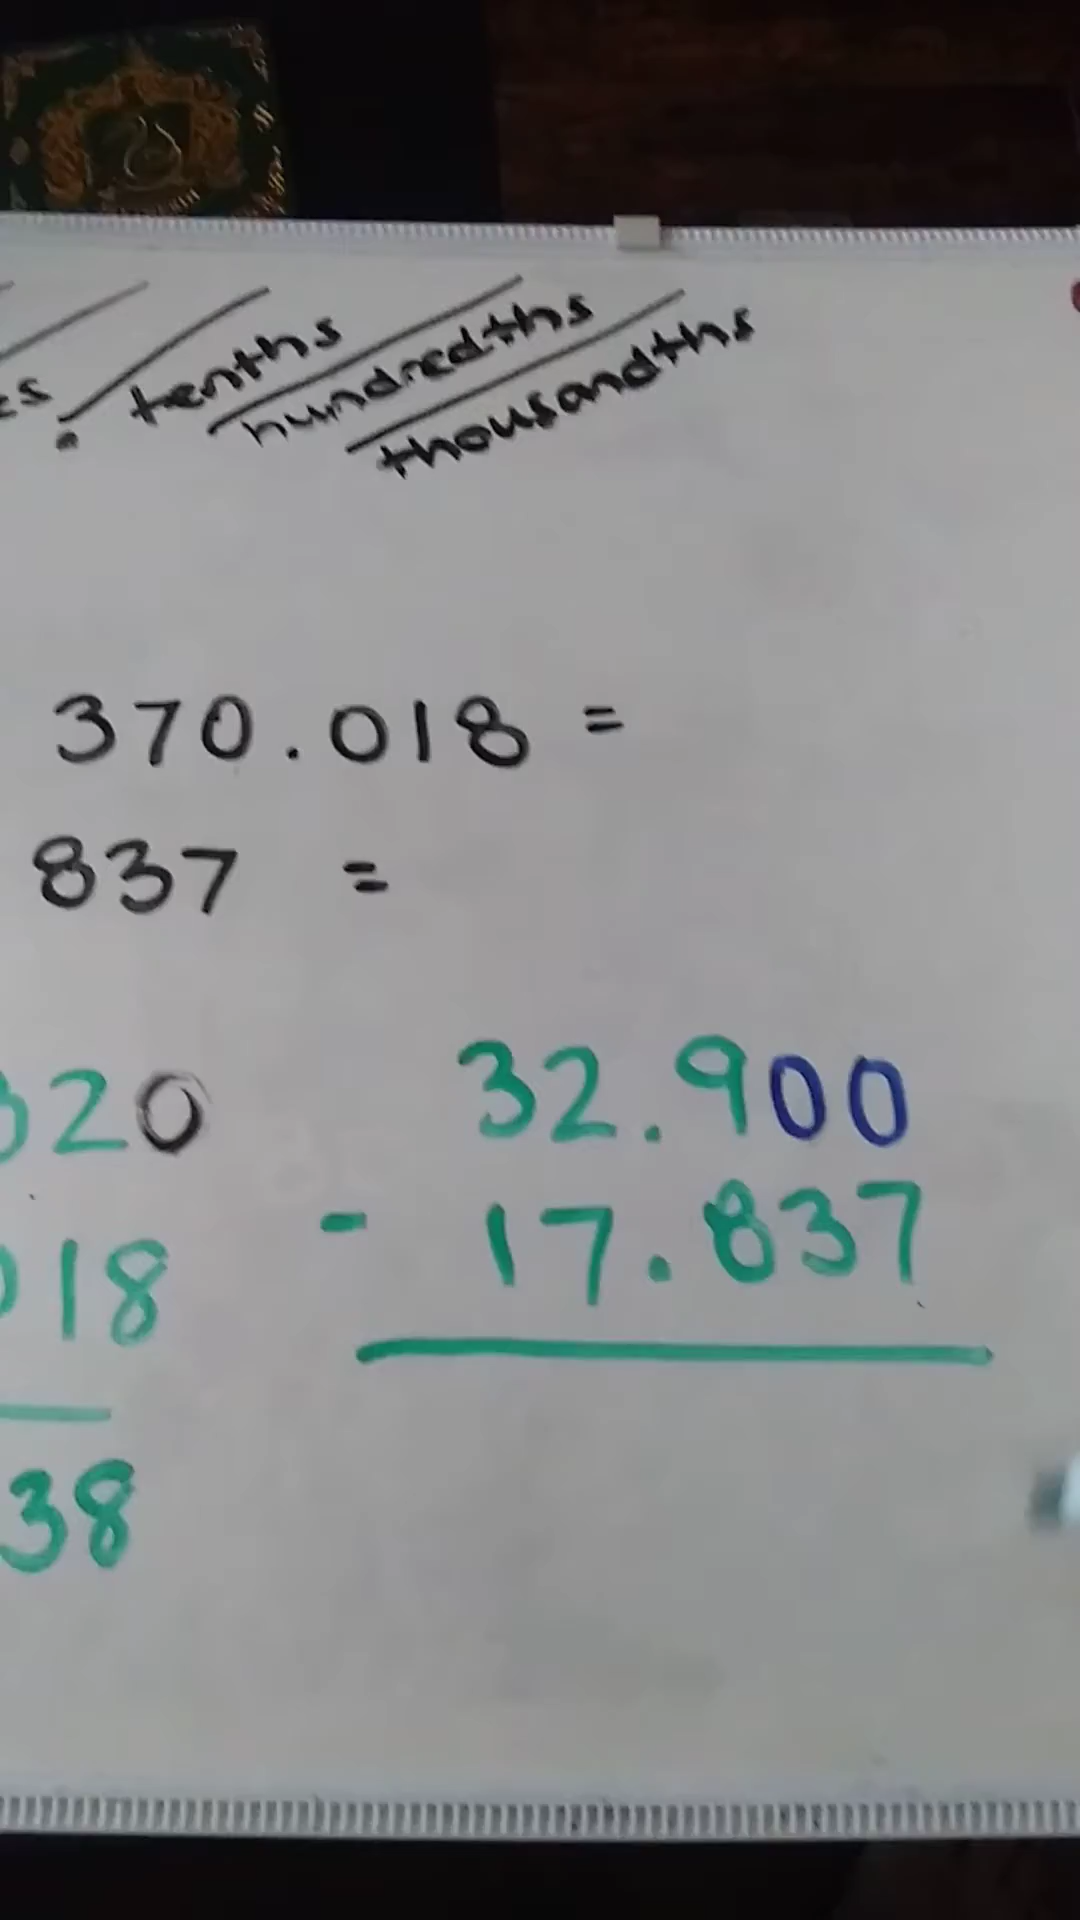 tenths
hundredths
thousandths
370.018 =
837 =
20
32.900
- 17.837
18
38